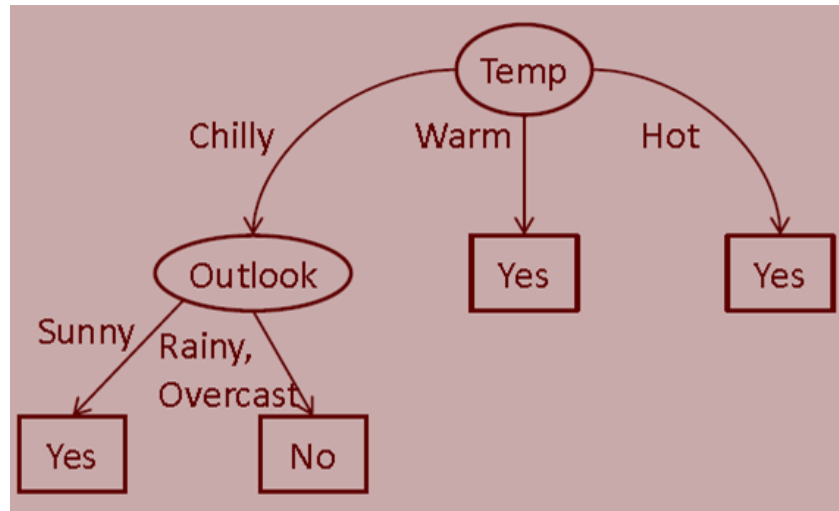 Temp
Chilly
Warm
Hot
Outlook
Yes
Yes
Sunny
Rainy,
Overcast
Yes
No